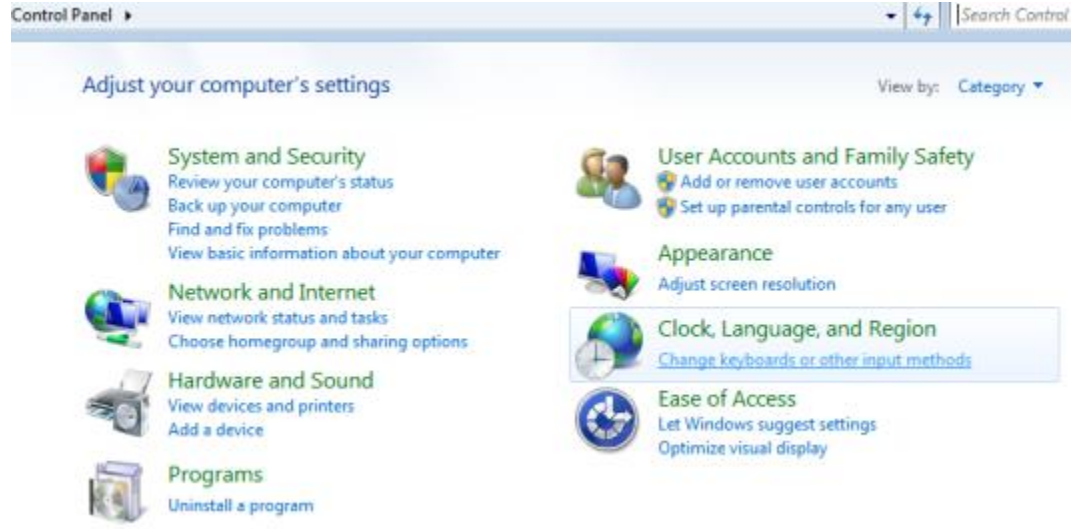 Control Panel
Search Control
Adjust your computer's settings
View by: Category
System and Security
Review your computer's status
Back up your computer
Find and fix problems
View basic information about your computer
Network and Internet
View network status and tasks
Choose homegroup and sharing options
Hardware and Sound
View devices and printers
Add a device
Programs
Uninstall a program
User Accounts and Family Safety
Add or remove user accounts
Set up parental controls for any user
Appearance
Adjust screen resolution
Clock, Language, and Region
Change keyboards or other input methods
Ease of Access
Let Windows suggest settings
Optimize visual display